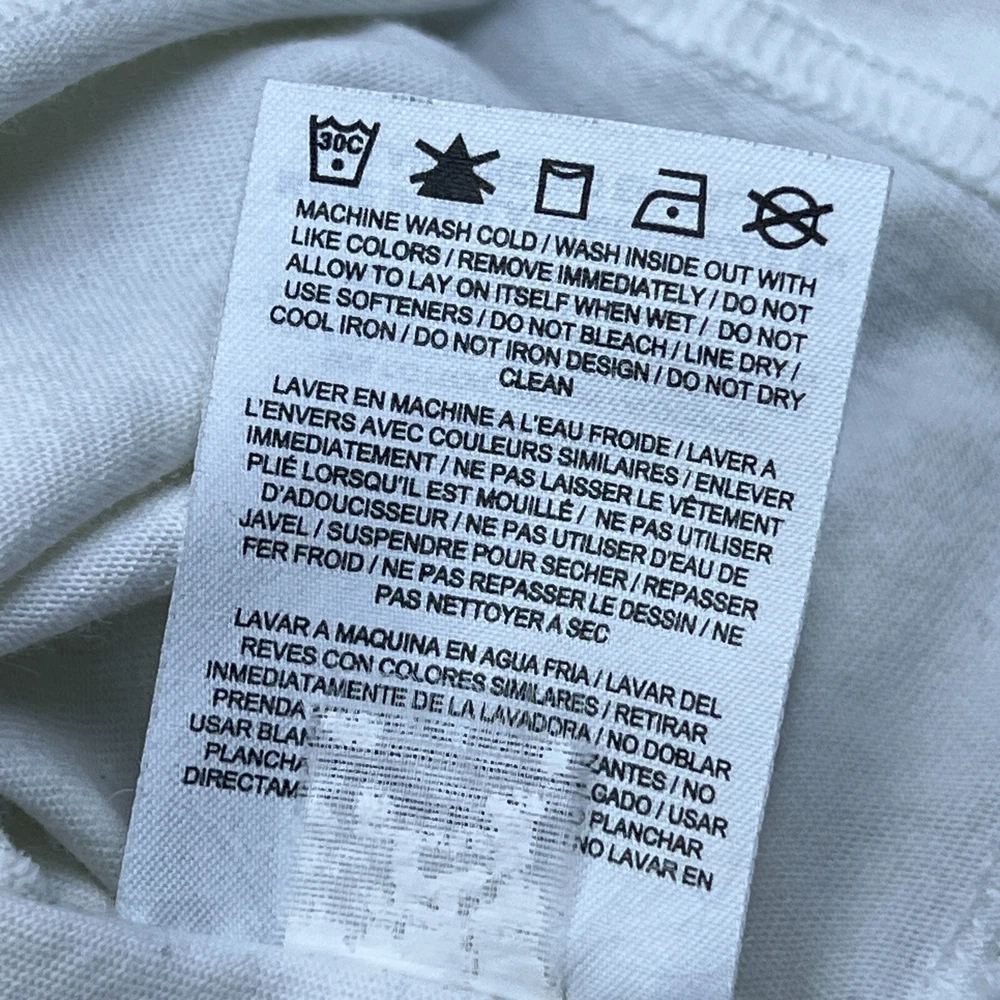 30C
MACHINE WASH COLD / WASH INSIDE OUT WITH
LIKE COLORS / REMOVE IMMEDIATELY / DO NOT
ALLOW TO LAY ON ITSELF WHEN WET / DO NOT
USE SOFTENERS / DO NOT BLEACH / LINE DRY /
COOL IRON / DO NOT IRON DESIGN / DO NOT DRY
CLEAN
LAVER EN MACHINE A L'EAU FROIDE / LAVER A
L'ENVERS AVEC COULEURS SIMILAIRES / ENLEVER
IMMEDIATEMENT / NE PAS LAISSER LE VÊTEMENT
PLIÉ LORSQU'IL EST MOUILLÉ / NE PAS UTILISER
D'ADOUCISSEUR / NE PAS UTILISER D'EAU DE
JAVEL / SUSPENDRE POUR SECHER / REPASSER
FER FROID / NE PAS REPASSER LE DESSIN / NE
PAS NETTOYER A SEC
LAVAR A MAQUINA EN AGUA FRIA / LAVAR DEL
REVES CON COLORES SIMILARES / RETIRAR
INMEDIATAMENTE DE LA LAVADORA / NO DOBLAR
PRENDA
USAR / NO
/ USAR
PLANCHAR
NO LAVAR EN